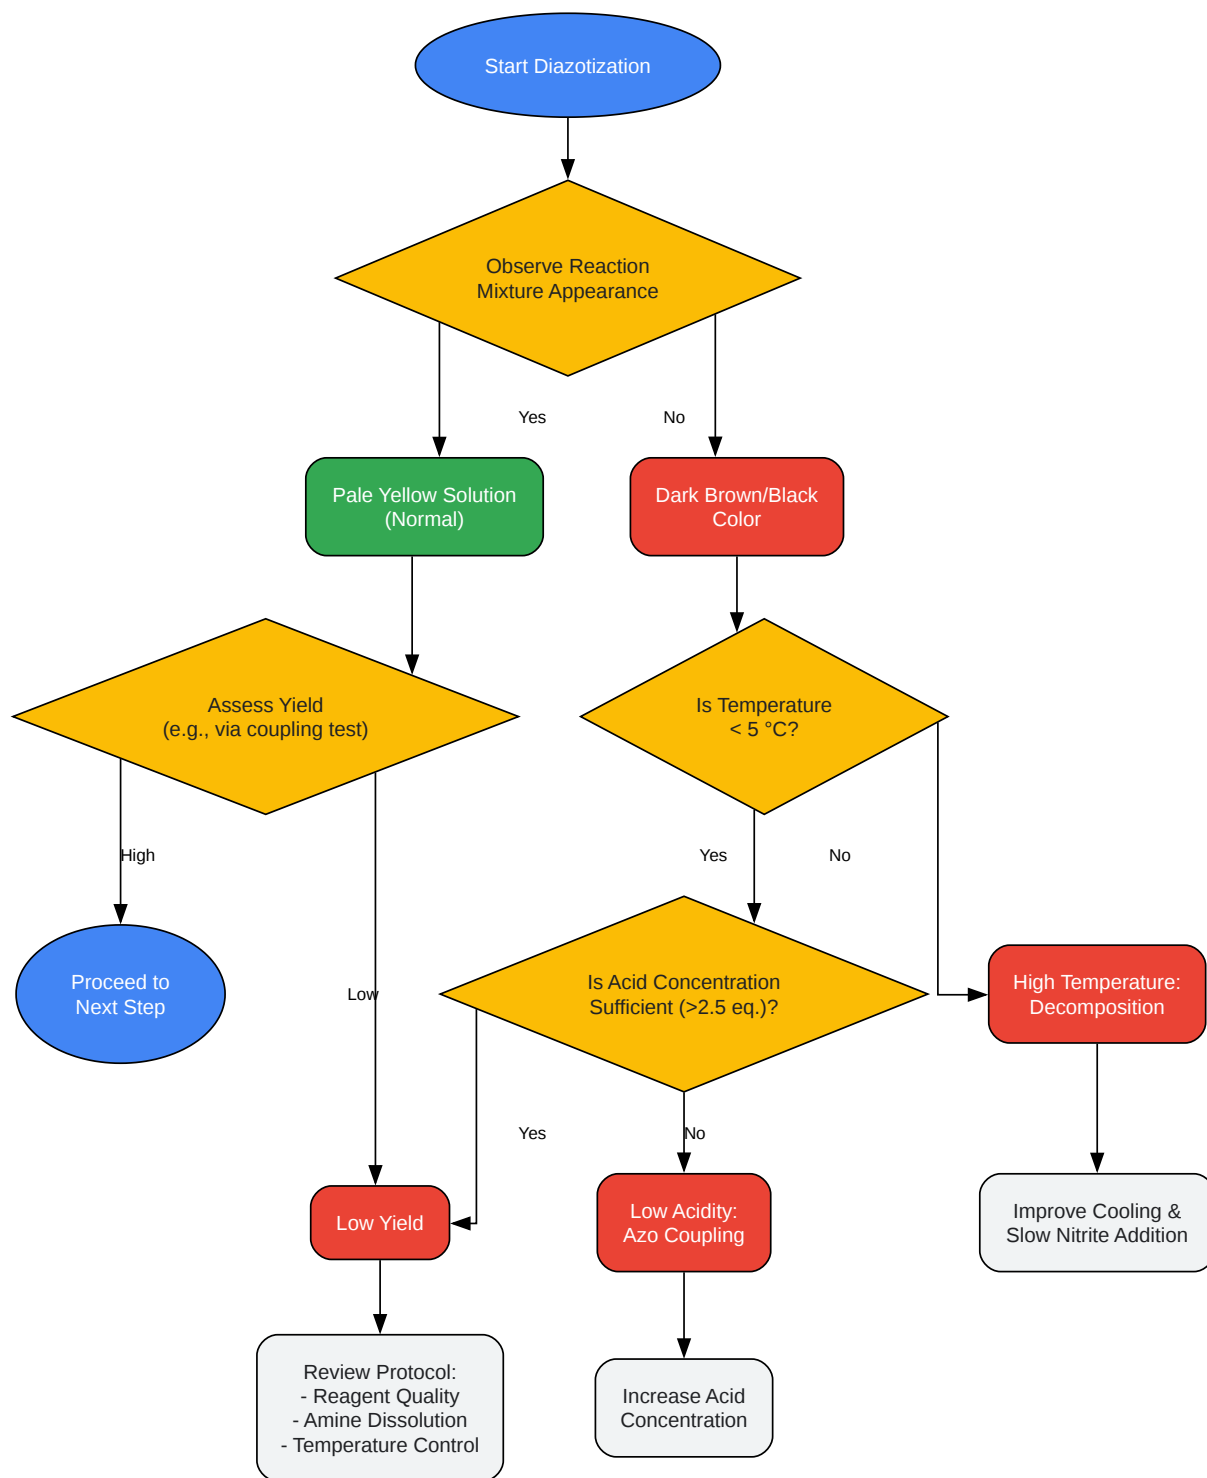 Start Diazotization
Observe Reaction
Mixture Appearance
Yes
No
Pale Yellow Solution
(Normal)
Dark Brown/Black
Color
Assess Yield
(e.g., via coupling test)
Is Temperature
< 5 °C?
High
Yes
No
Proceed to
Next Step
Low
Is Acid Concentration
Sufficient (>2.5 eq.)?
High Temperature:
Decomposition
Yes
No
Low Yield
Low Acidity:
Azo Coupling
Improve Cooling &
Slow Nitrite Addition
Review Protocol:
- Reagent Quality
- Amine Dissolution
- Temperature Control
Increase Acid
Concentration